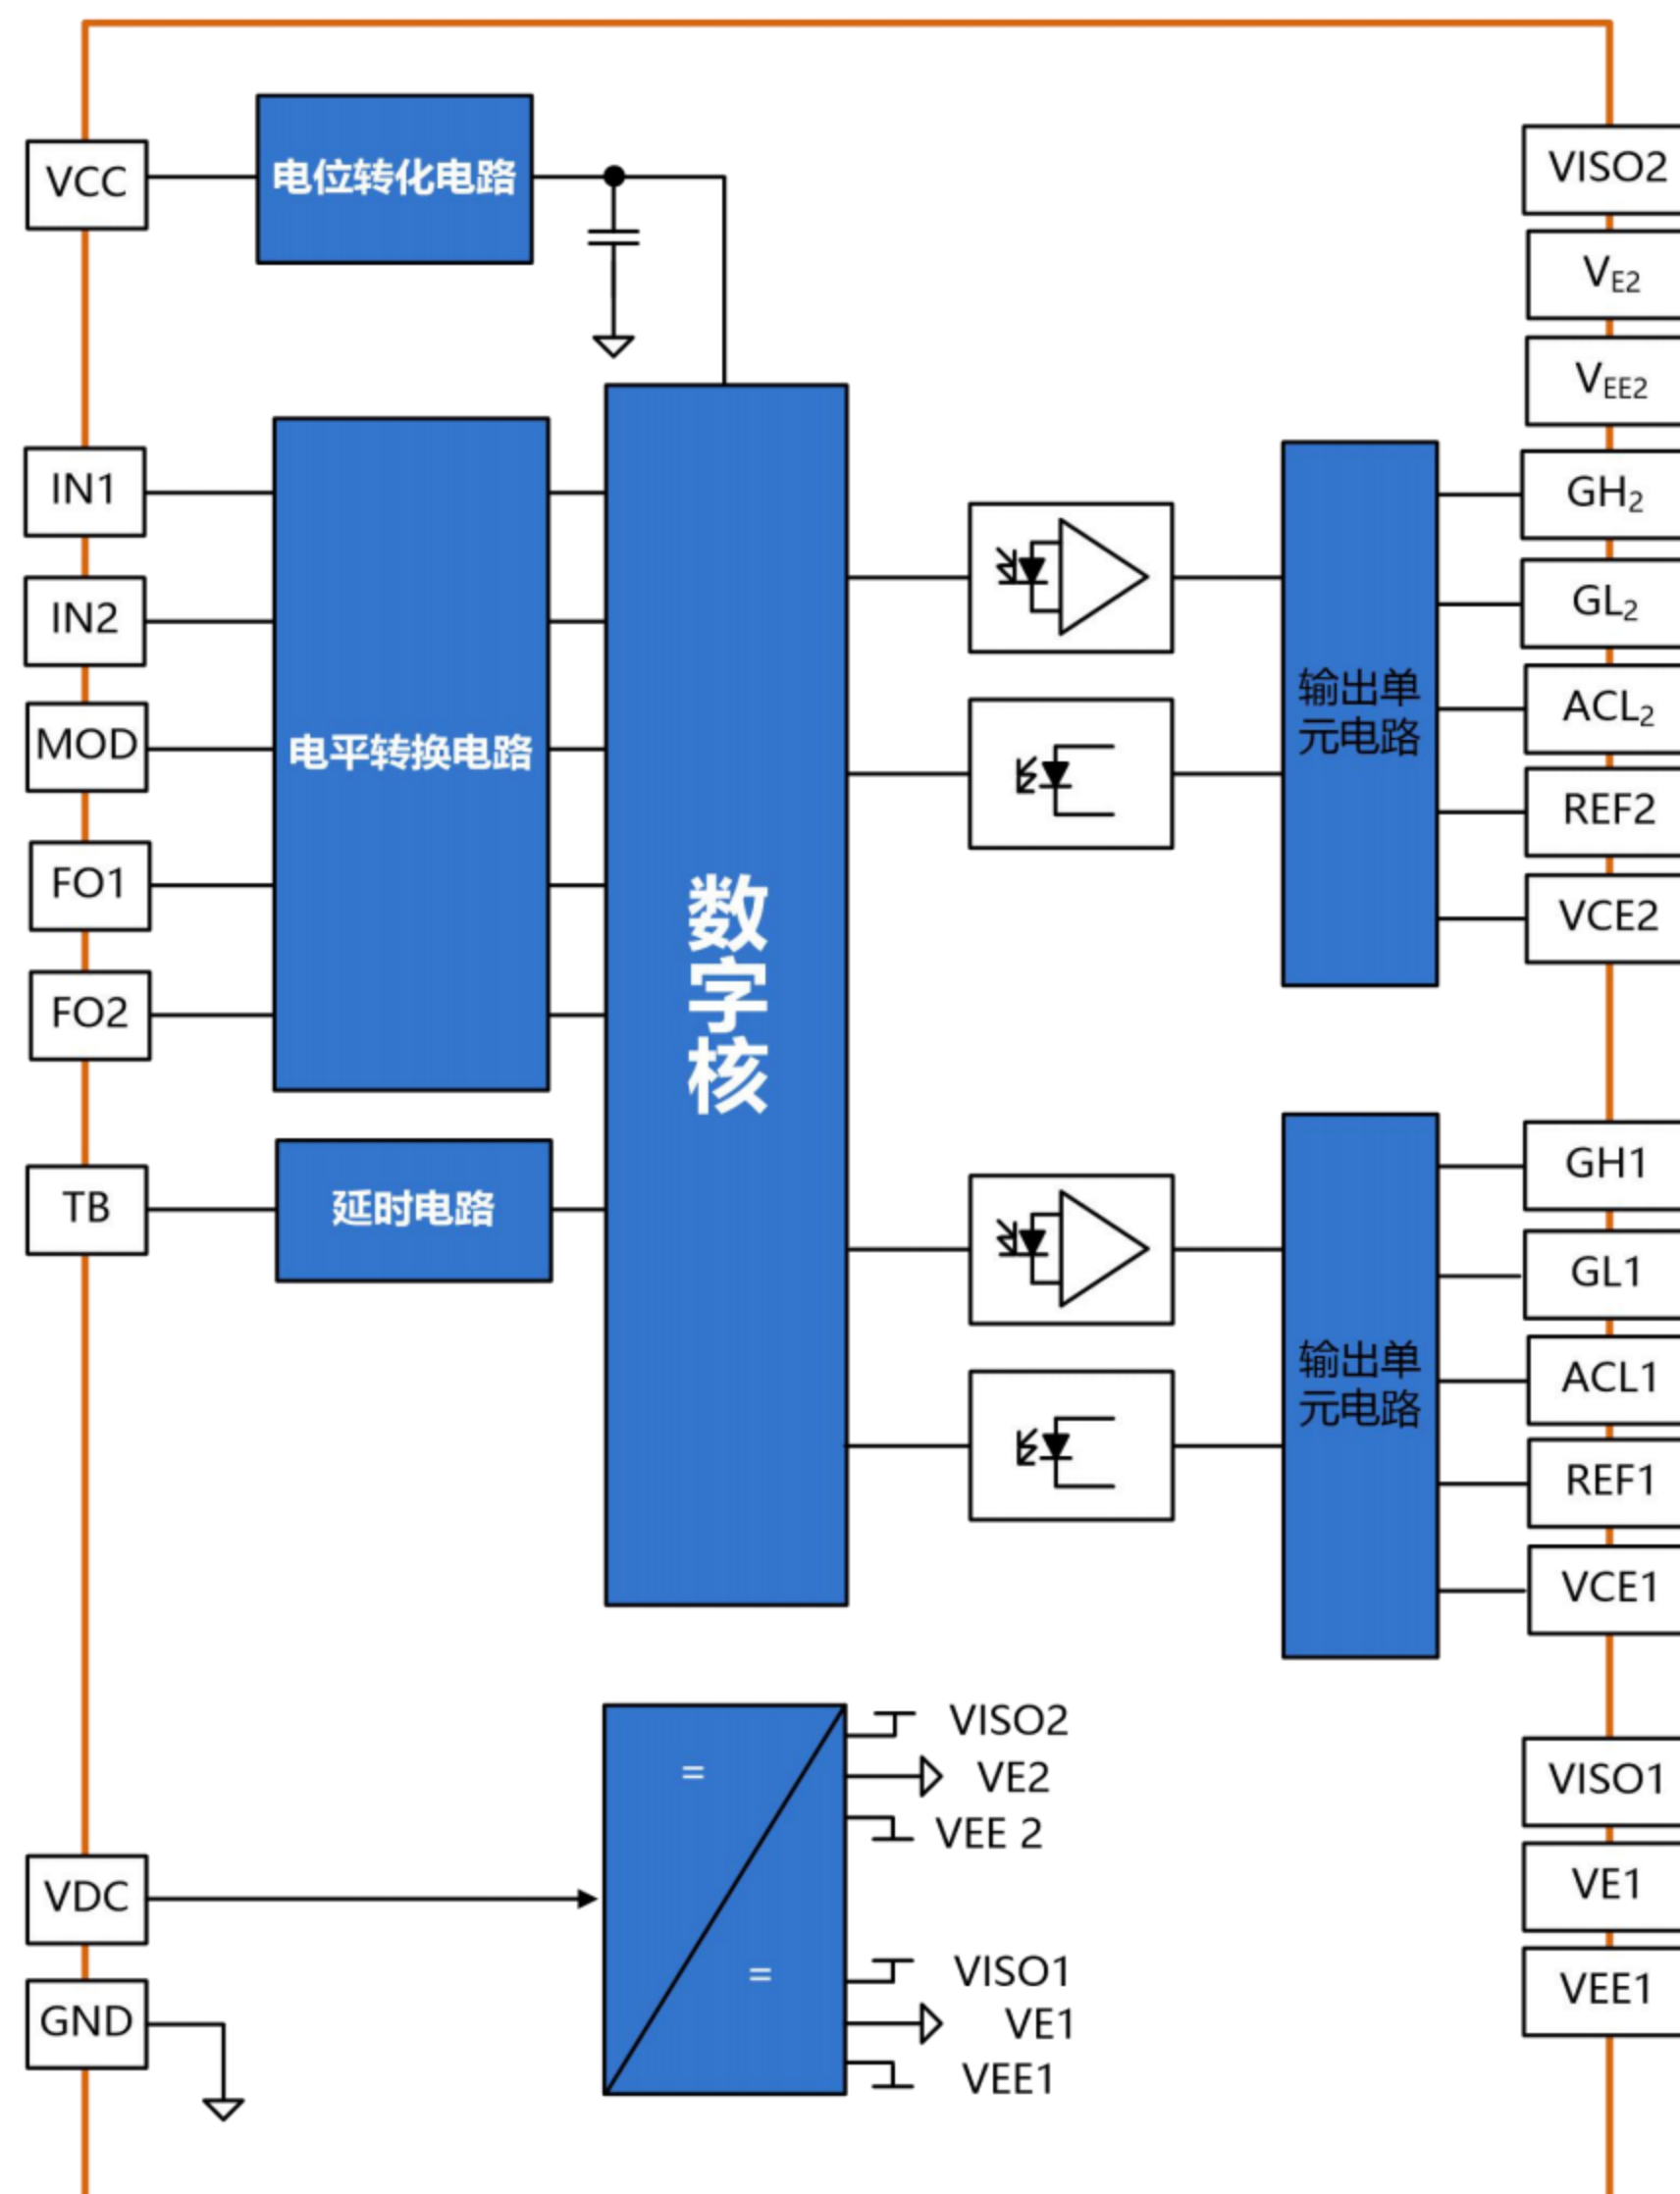 VCC
电位转化电路
VISO2
VE2
VEE2
IN1
IN2
MOD
FO1
FO2
电平转换电路
TB
延时电路
数
字
核
输出单
元电路
GH2
GL2
ACL2
REF2
VCE2
输出单
元电路
GH1
GL1
ACL1
REF1
VCE1
VDC
GND
=
=
VISO2
VE2
VEE 2
VISO1
VE1
VEE1
VISO1
VE1
VEE1